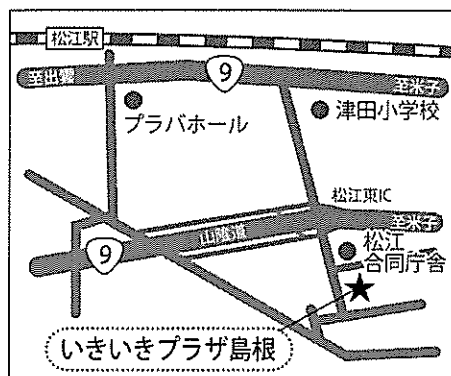 松江駅
至出雲
9
至米子
プラバホール
津田小学校
松江東IC
山陰道
至米子
9
松江
合同庁舎
いきいきプラザ島根